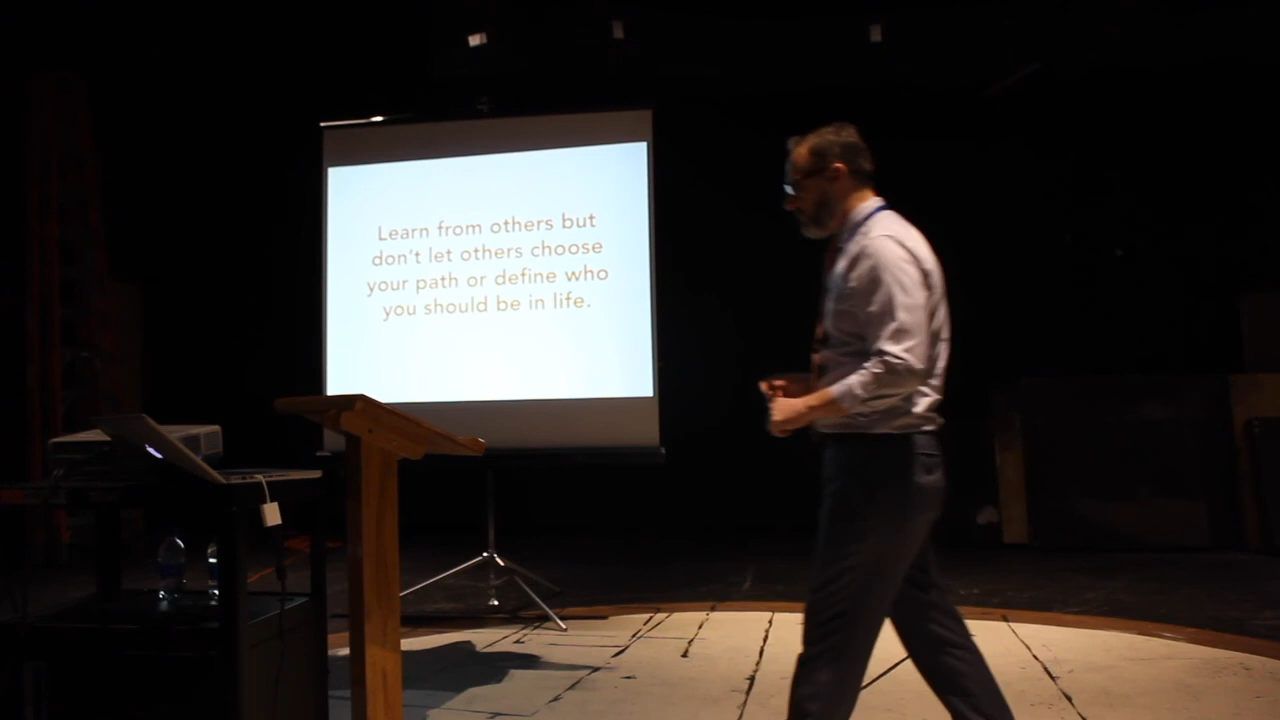 Learn from others but
don't let others choose
your path or define who
you should be in life.